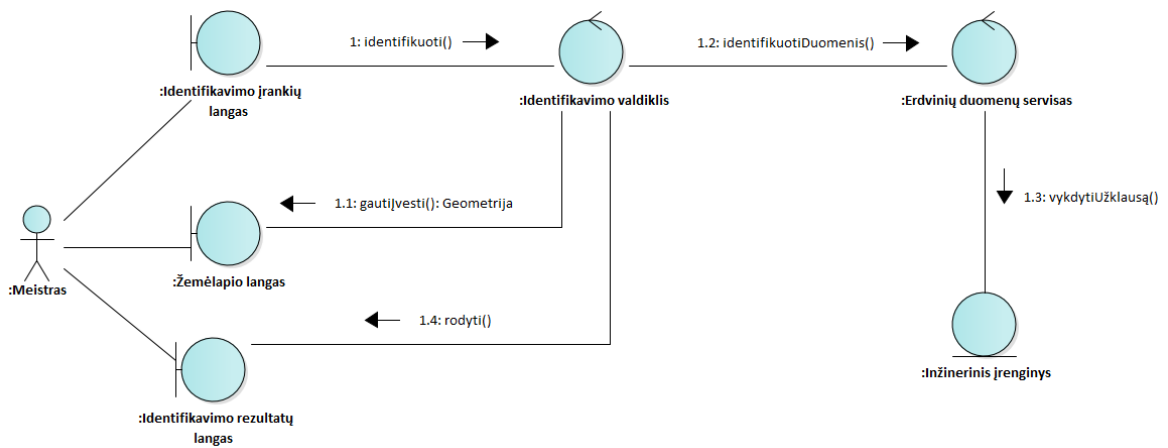 1: identifikuoti()
1.2: identifikuotiDuomenis()
:Identifikavimo įrankių
langas
:Identifikavimo valdiklis
:Erdvinių duomenų servisas
1.1: gautiĮvesti(): Geometrija
1.3: vykdytiUžklausą()
:Meistras
:Žemėlapio langas
1.4: rodyti()
:Inžinerinis įrenginys
:Identifikavimo rezultatų
langas